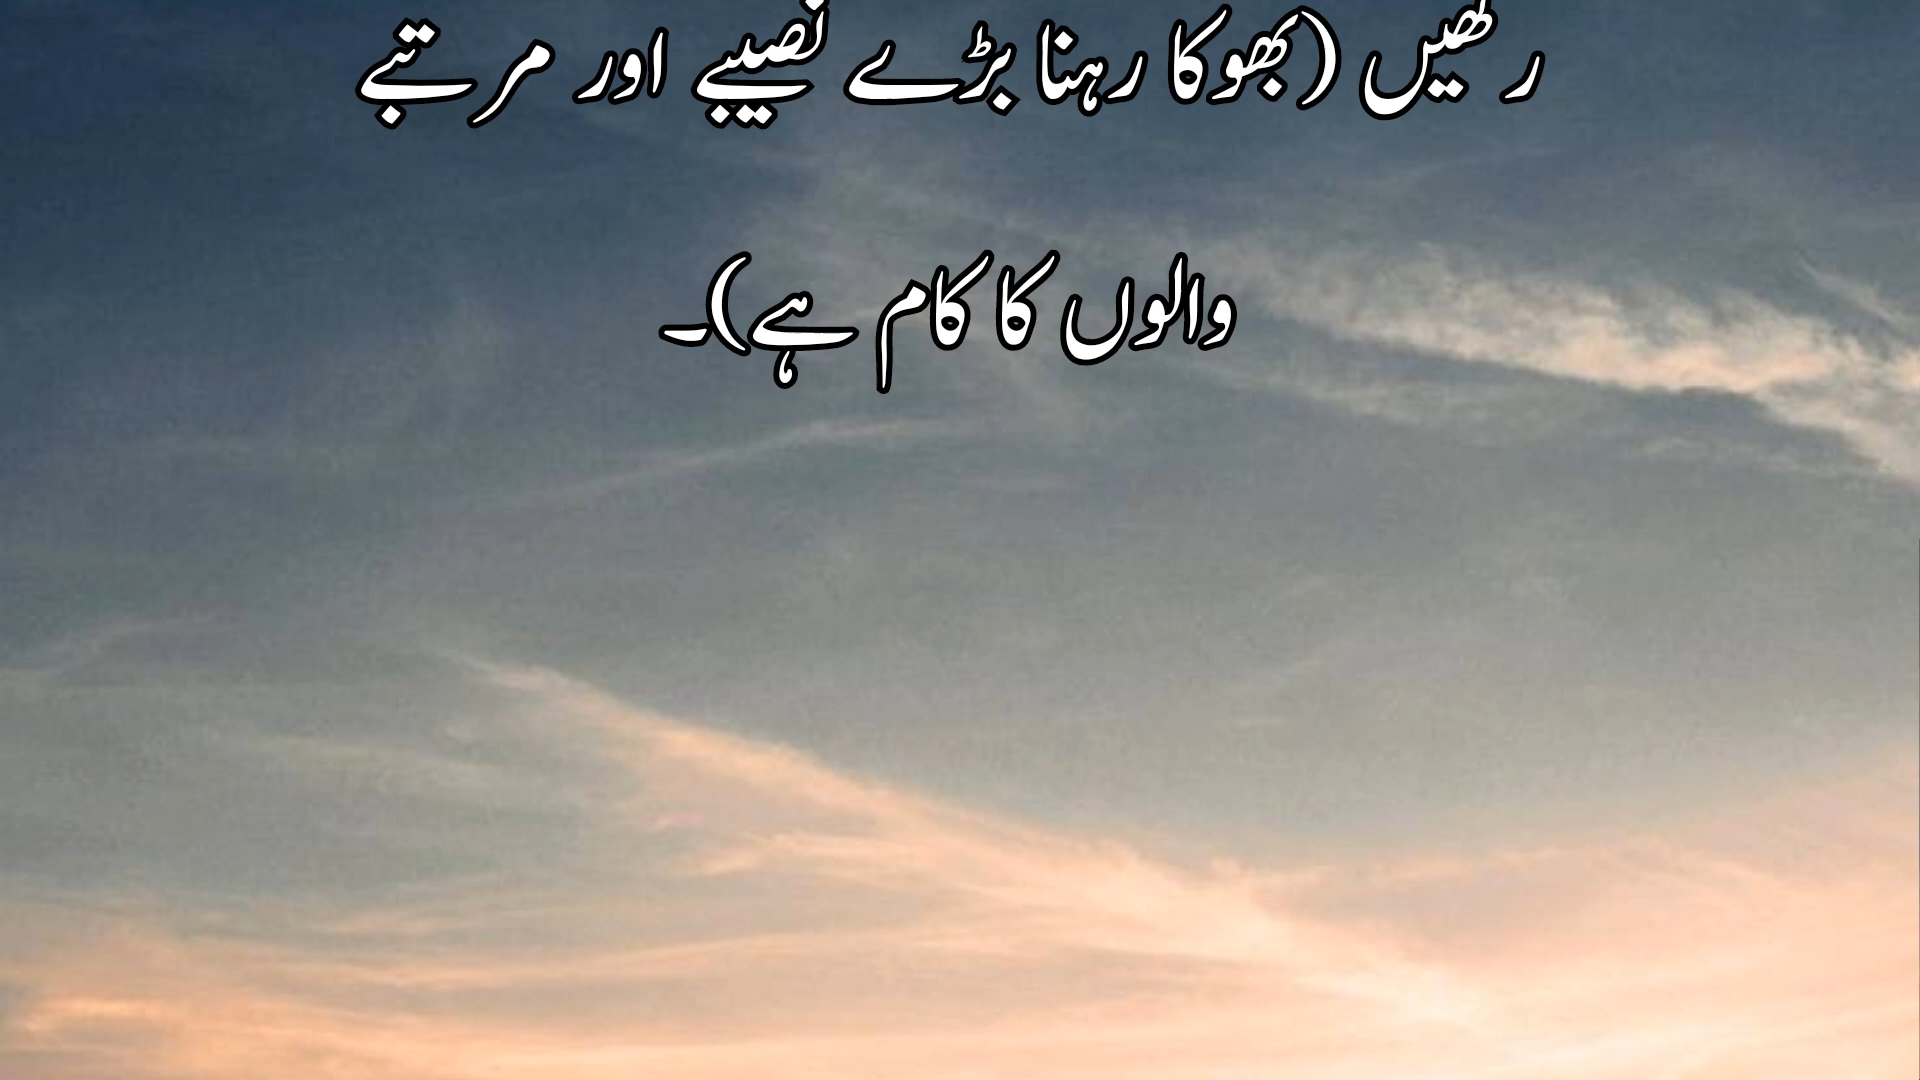 رکھیں (بھوکا رہنا بڑے نصیبے اور مرتبے
والوں کا کام ہے)۔